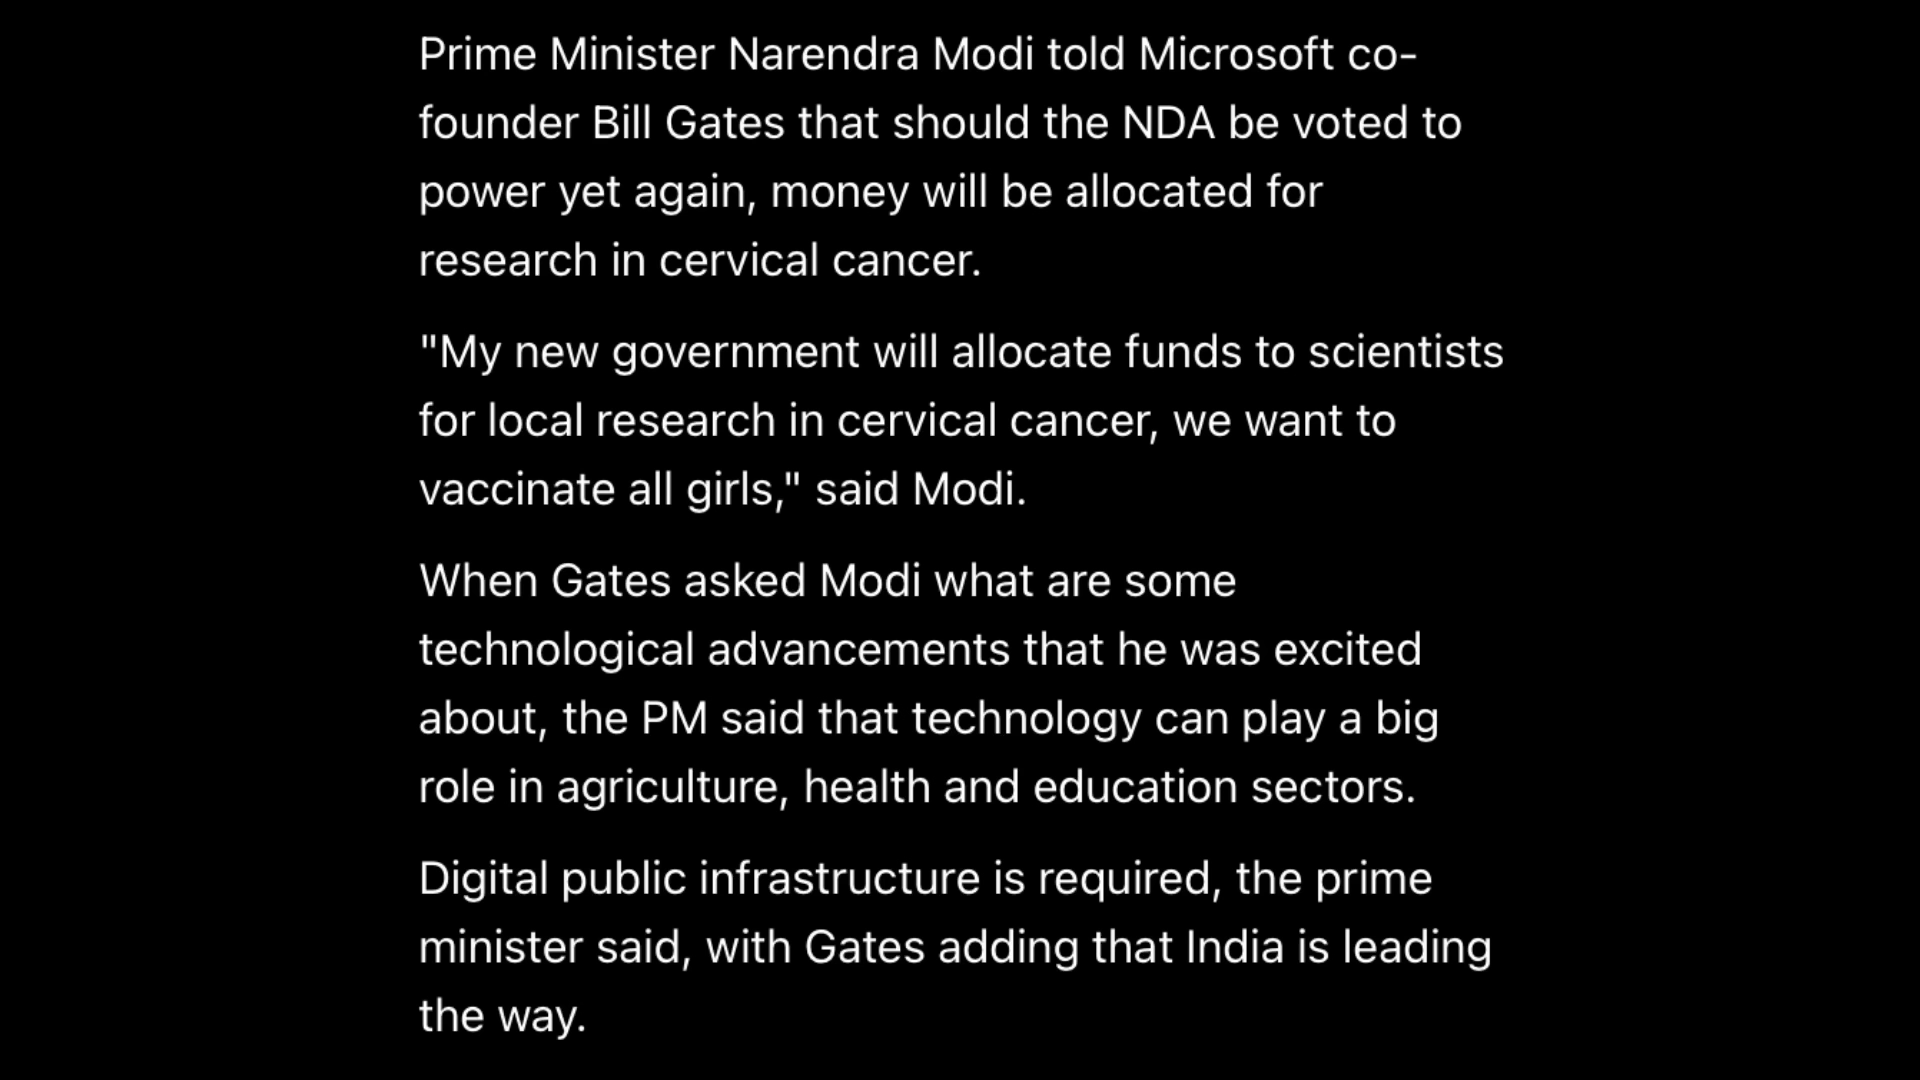 Prime Minister Narendra Modi told Microsoft co-
founder Bill Gates that should the NDA be voted to
power yet again, money will be allocated for
research in cervical cancer.
"My new government will allocate funds to scientists
for local research in cervical cancer, we want to
vaccinate all girls," said Modi.
When Gates asked Modi what are some
technological advancements that he was excited
about, the PM said that technology can play a big
role in agriculture, health and education sectors.
Digital public infrastructure is required, the prime
minister said, with Gates adding that India is leading
the way.